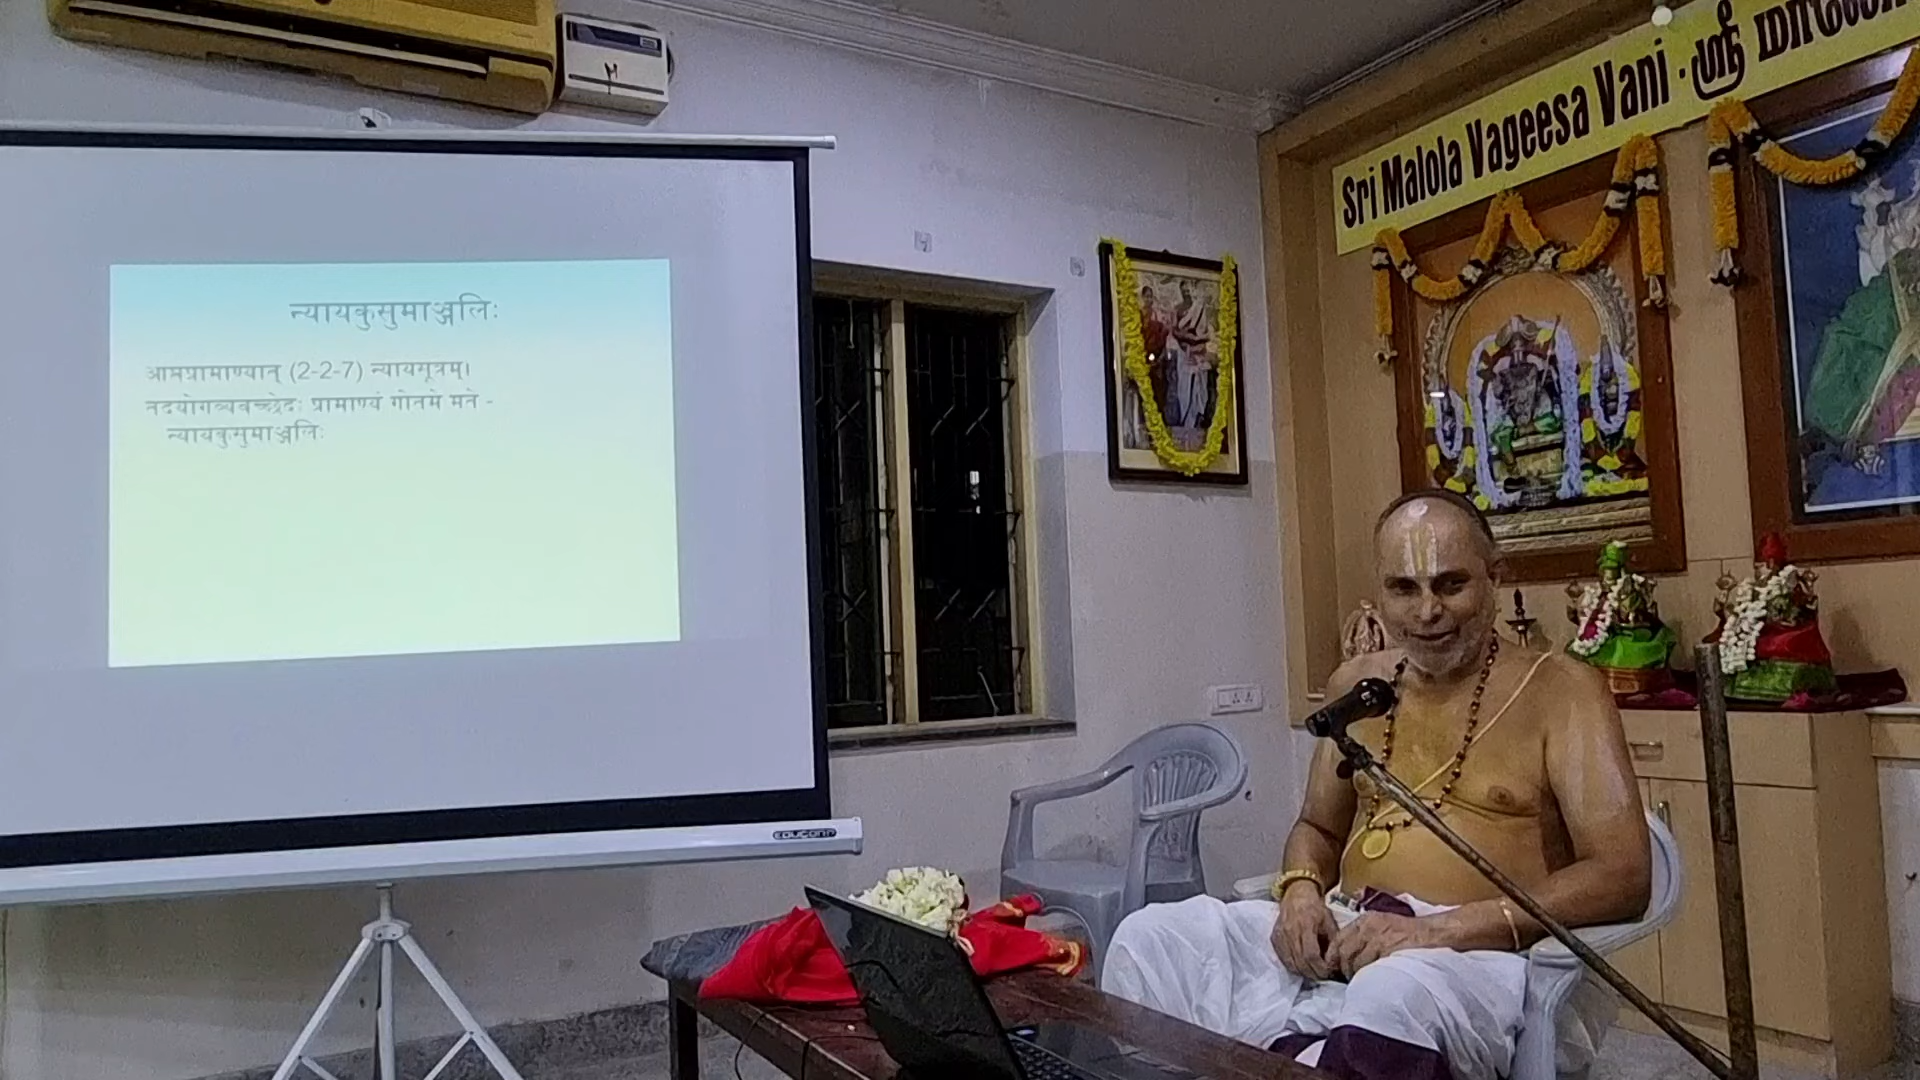 न्यायकुसुमाञ्जलिः
आप्तप्रामाण्यात् (2-2-7) न्यायसूत्रम्।
तदयोगव्यवच्छेदः प्रामाण्यं गोतमे मते -
न्यायकुसुमाञ्जलिः
Sri Malola Vageesa Vani - ஸ்ரீ மாலோ
EDUCOM